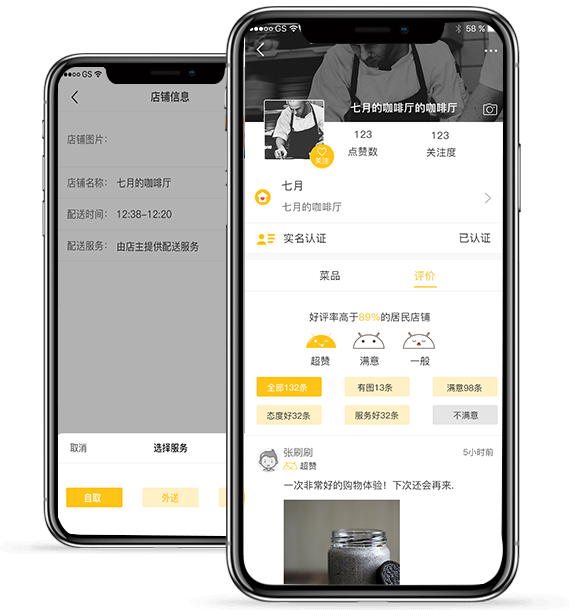 GS
店铺信息
店铺图片：
店铺名称： 七月的咖啡厅
配送时间： 12:38-12:20
配送服务： 由店主提供配送服务
取消 选择服务
自取 外送
GS 58 %
七月的咖啡厅的咖啡厅
关注
123 123
点赞数 关注度
七月
七月的咖啡厅
实名认证 已认证
菜品 评价
好评率高于89%的居民店铺
超赞 满意 一般
全部132条 有图13条 满意98条
态度好32条 服务好32条 不满意
张刷刷 5小时前
超赞
一次非常好的购物体验！下次还会再来.